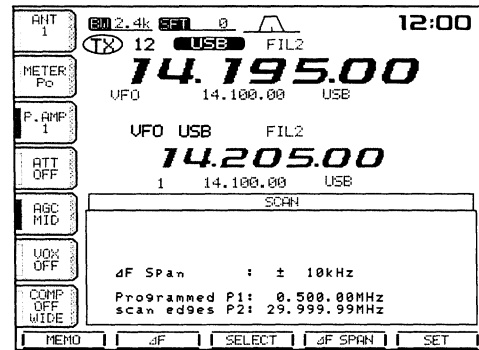 ANT
1
BW 2.4k SFT 0
12:00
TX 12 USB FIL2
METER
Po
14.195.00
VFO 14.100.00 USB
P.AMP
1
VFO USB FIL2
14.205.00
ATT
OFF
1 14.100.00 USB
AGC
MID
SCAN
VOX
OFF
⊿F SPan : ± 10kHz
COMP
OFF
WIDE
Programmed P1: 0.500.00MHz
scan edges P2: 29.999.99MHz
MEMO ⊿F SELECT ⊿F SPAN SET